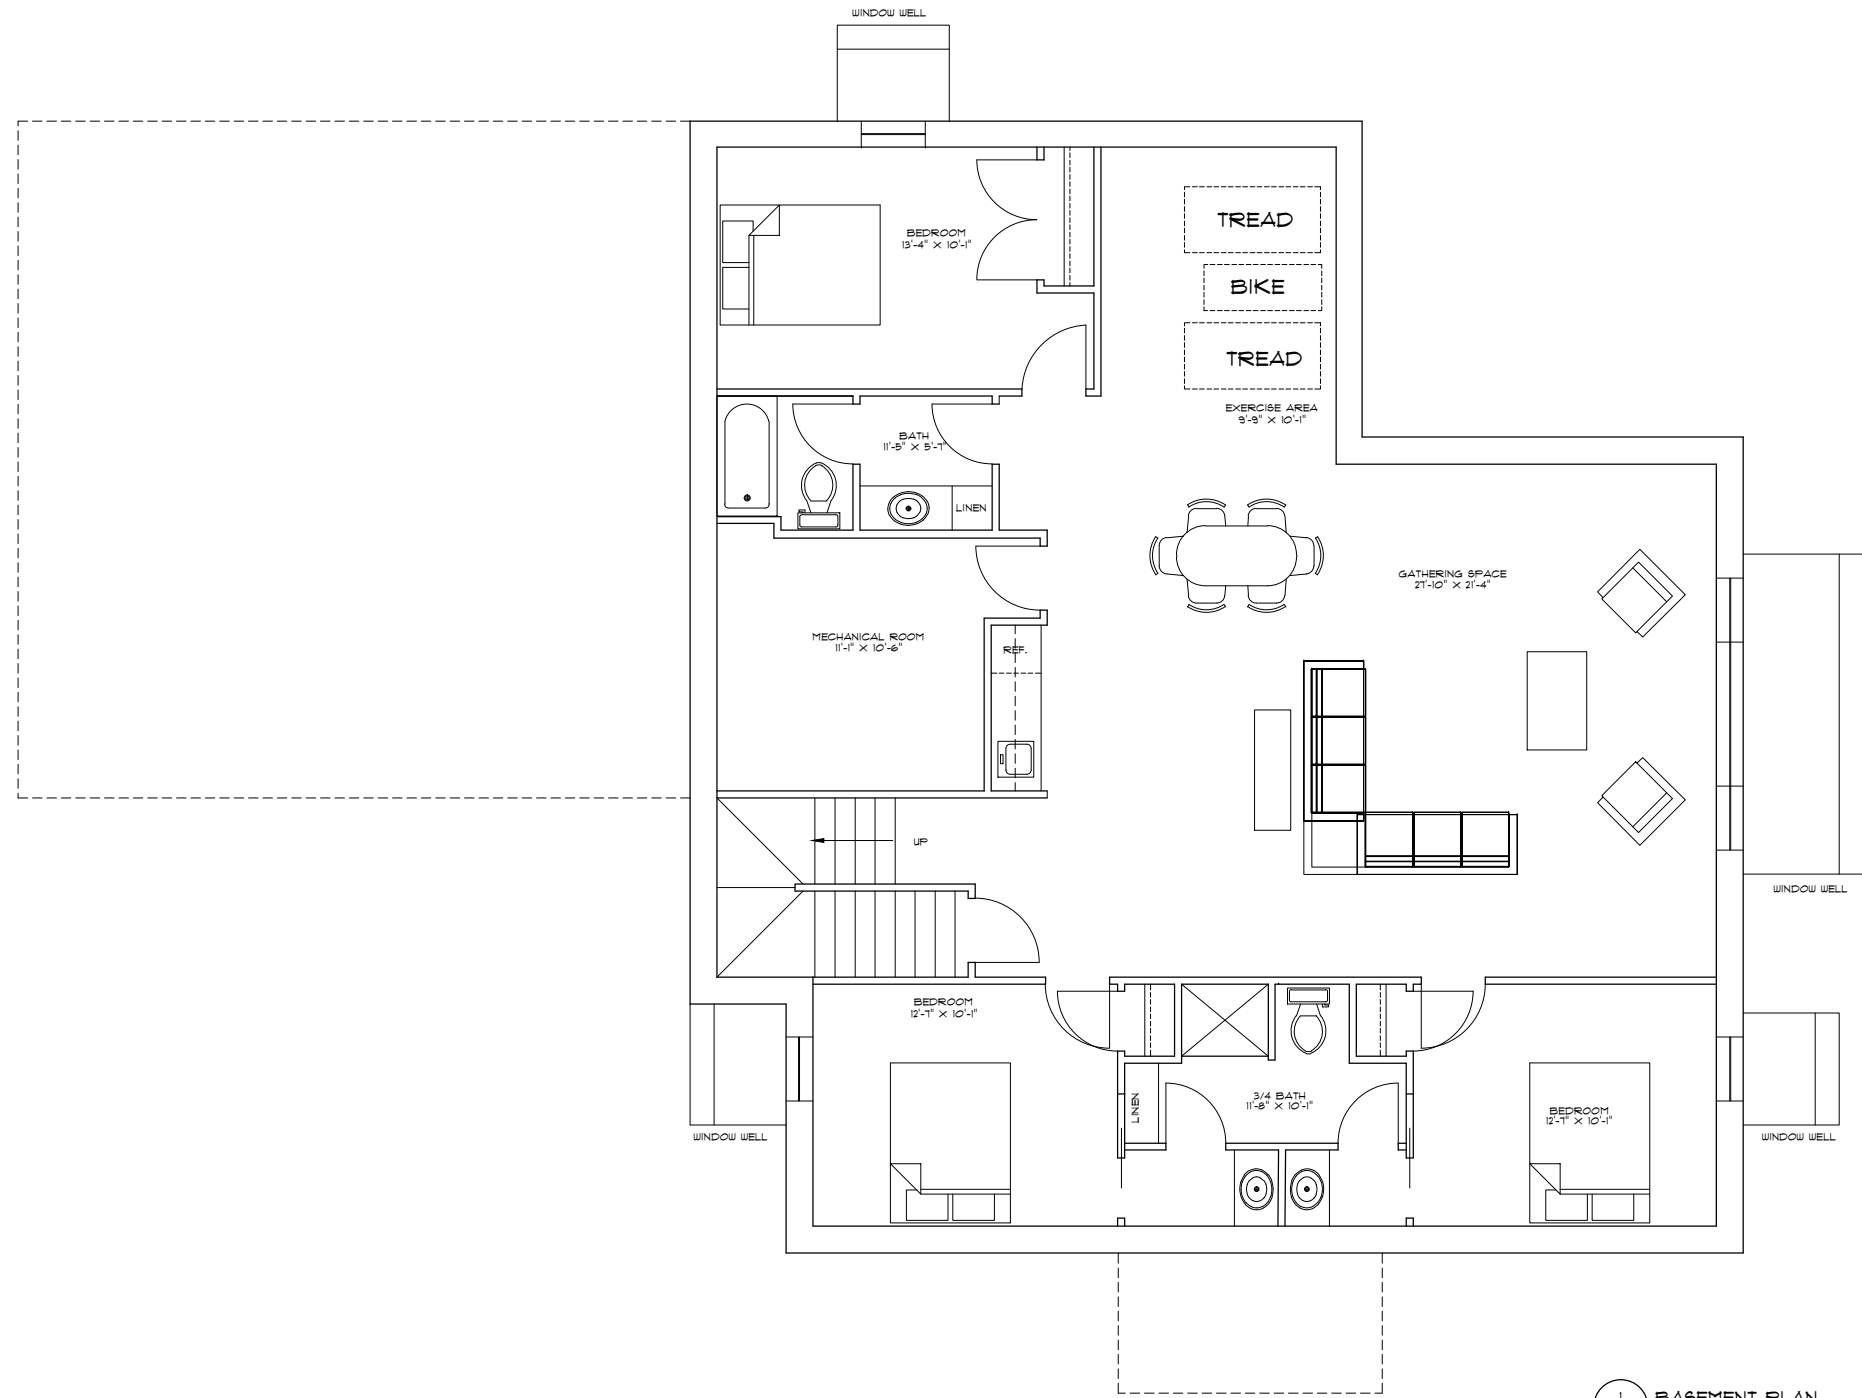 WINDOW WELL
TREAD
BEDROOM
13'-4" X 10'-1"
BIKE
TREAD
EXERCISE AREA
9'-9" X 10'-1"
BATH
11'-5" X 5'-7"
LINEN
GATHERING SPACE
27'-10" X 21'-4"
MECHANICAL ROOM
11'-1" X 10'-6"
REF.
UP
WINDOW WELL
BEDROOM
12'-7" X 10'-1"
3/4 BATH
11'-8" X 10'-1"
LINEN
BEDROOM
12'-7" X 10'-1"
WINDOW WELL
WINDOW WELL
1
BASEMENT PLAN